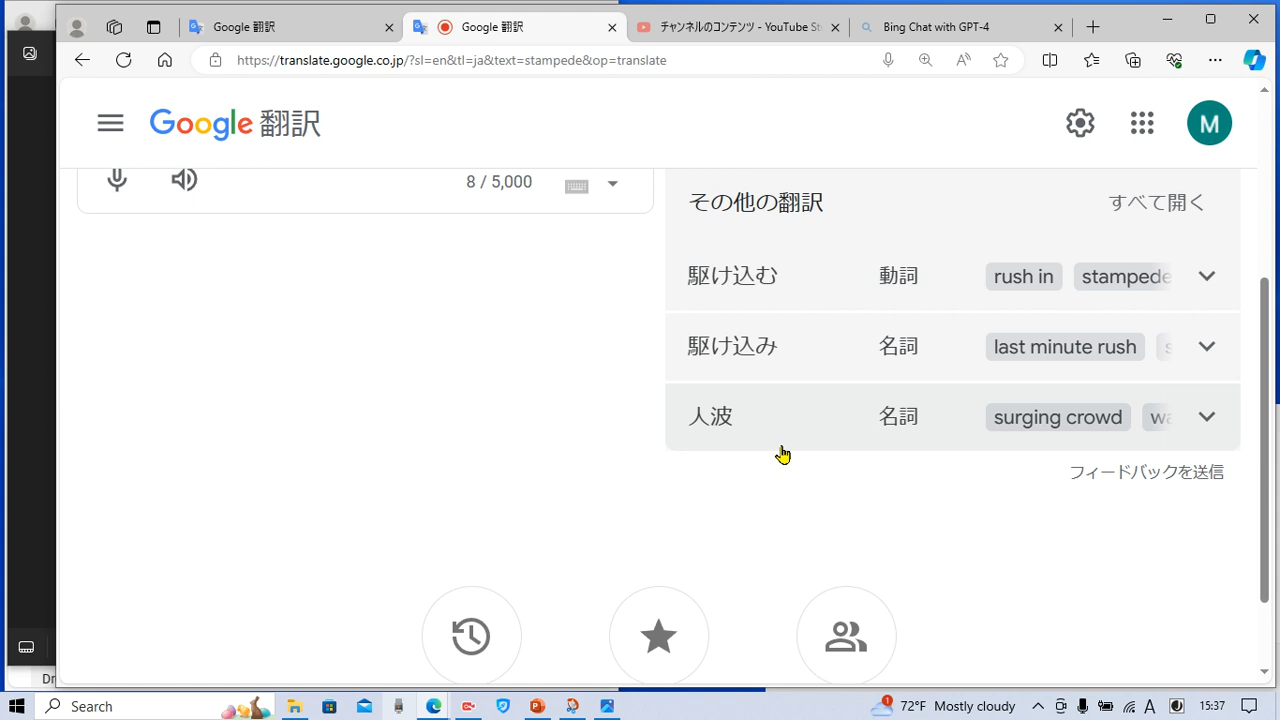 Google 翻訳
Google 翻訳
チャンネルのコンテンツ - YouTube St
Bing Chat with GPT-4
https://translate.google.co.jp/?sl=en&tl=ja&text=stampede&op=translate
Google 翻訳
M
8 / 5,000
その他の翻訳 すべて開く
駆け込む 動詞 rush in stampede
駆け込み 名詞 last minute rush s
人波 名詞 surging crowd wa
フィードバックを送信
Dr
Search
1 72°F Mostly cloudy A 15:37